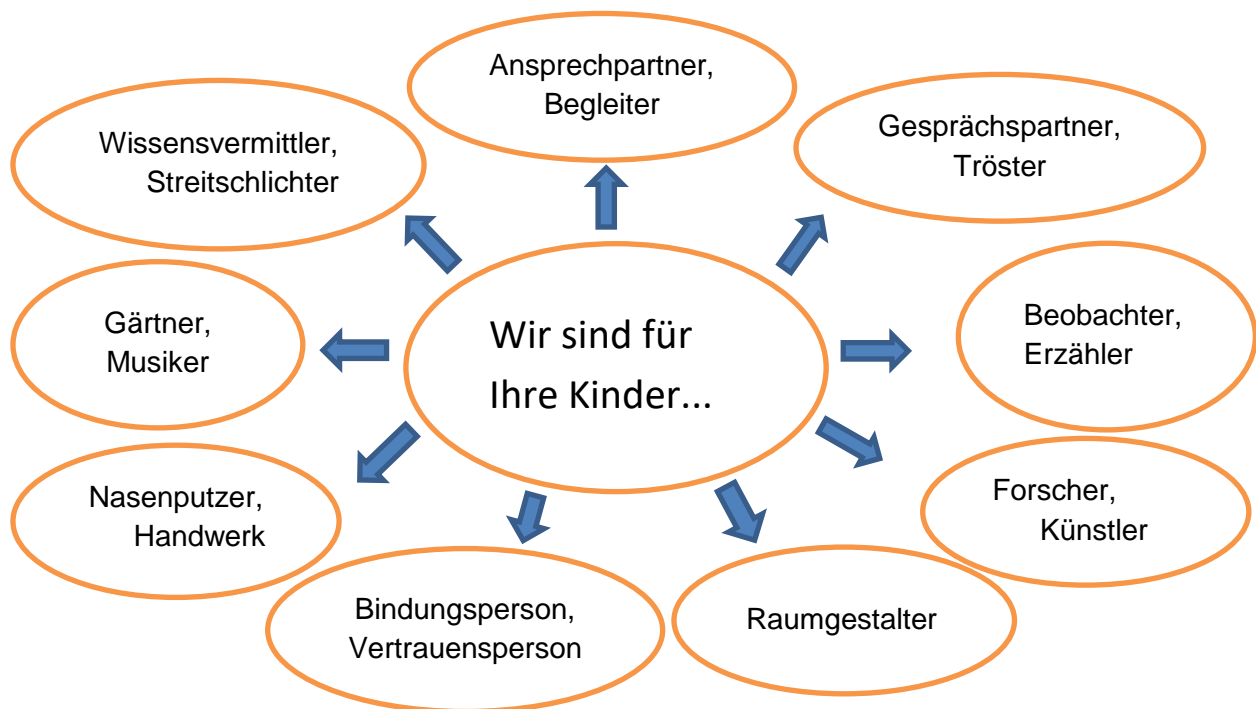 Ansprechpartner,
Begleiter
Wissensvermittler,
Streitschlichter
Gesprächspartner,
Tröster
Gärtner,
Musiker
Wir sind für
Ihre Kinder...
Beobachter,
Erzähler
Nasenputzer,
Handwerk
Forscher,
Künstler
Bindungsperson,
Vertrauensperson
Raumgestalter